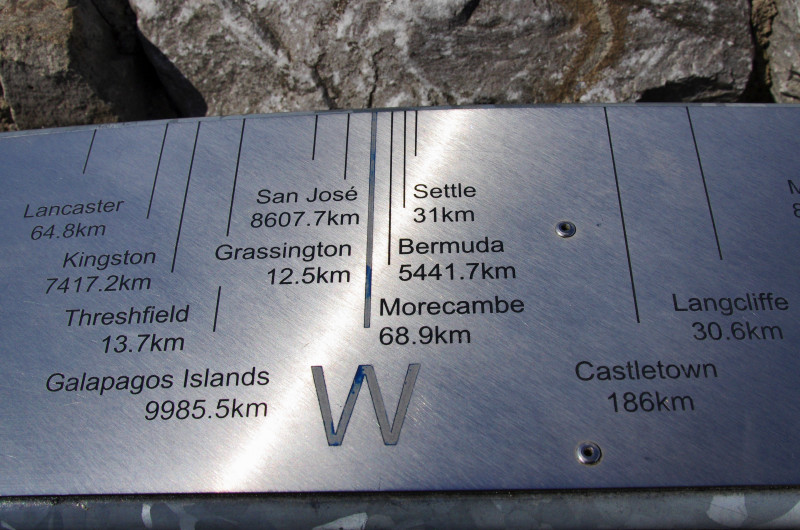 Lancaster
64.8km
Kingston
7417.2km
Threshfield
13.7km
Galapagos Islands
9985.5km
San José
8607.7km
Grassington
12.5km
Settle
31km
Bermuda
5441.7km
Morecambe
68.9km
W
Castletown
186km
Langcliffe
30.6km